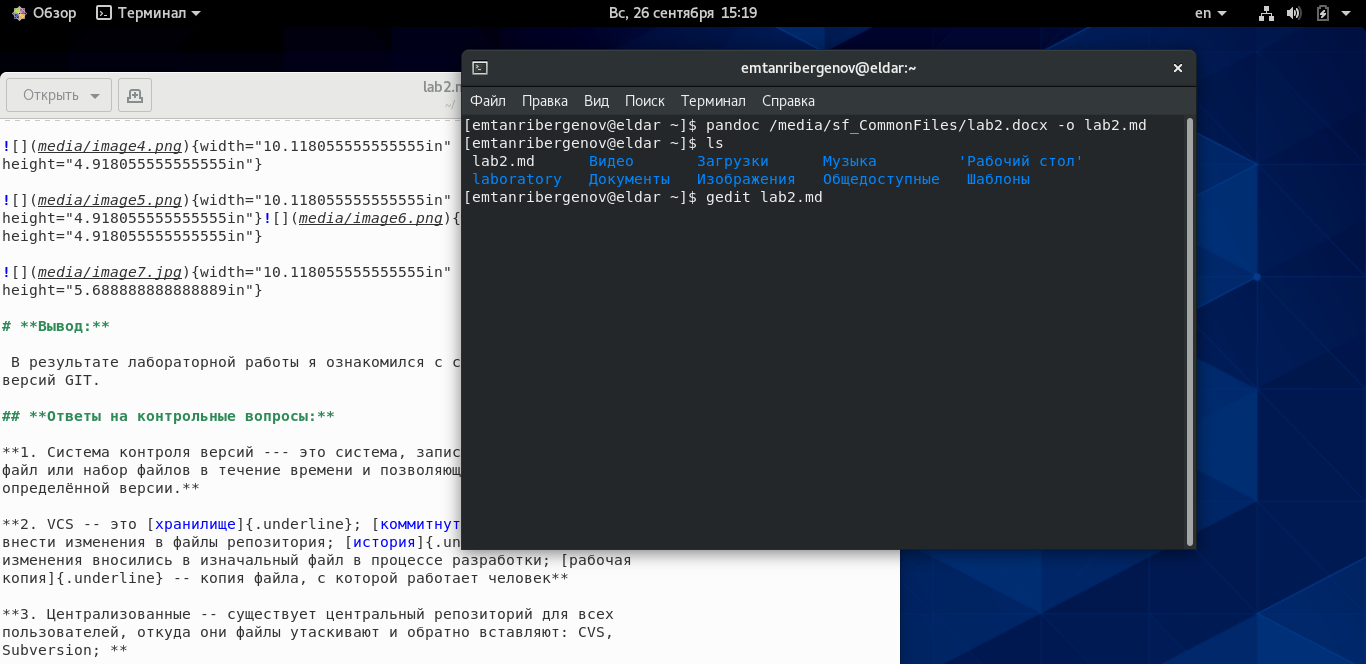 Обзор Терминал Вс, 26 сентября 15:19 en
Открыть lab2.m
~/
![](media/image4.png){width="10.118055555555555in"
height="4.918055555555555in"}
![](media/image5.png){width="10.118055555555555in"
height="4.918055555555555in"}![](media/image6.png){
height="4.918055555555555in"}
![](media/image7.jpg){width="10.118055555555555in"
height="5.688888888888889in"}
# **Вывод:**
В результате лабораторной работы я ознакомился с с
версий GIT.
## **Ответы на контрольные вопросы:**
**1. Система контроля версий --- это система, запис
файл или набор файлов в течение времени и позволяющ
определённой версии.**
**2. VCS -- это [хранилище]{.underline}; [коммитнут
внести изменения в файлы репозитория; [история]{.un
изменения вносились в изначальный файл в процессе разработки; [рабочая
копия]{.underline} -- копия файла, с которой работает человек**
**3. Централизованные -- существует центральный репозиторий для всех
пользователей, откуда они файлы утаскивают и обратно вставляют: CVS,
Subversion; **
emtanribergenov@eldar:~
Файл Правка Вид Поиск Терминал Справка
[emtanribergenov@eldar ~]$ pandoc /media/sf_CommonFiles/lab2.docx -o lab2.md
[emtanribergenov@eldar ~]$ ls
lab2.md Видео Загрузки Музыка 'Рабочий стол'
laboratory Документы Изображения Общедоступные Шаблоны
[emtanribergenov@eldar ~]$ gedit lab2.md